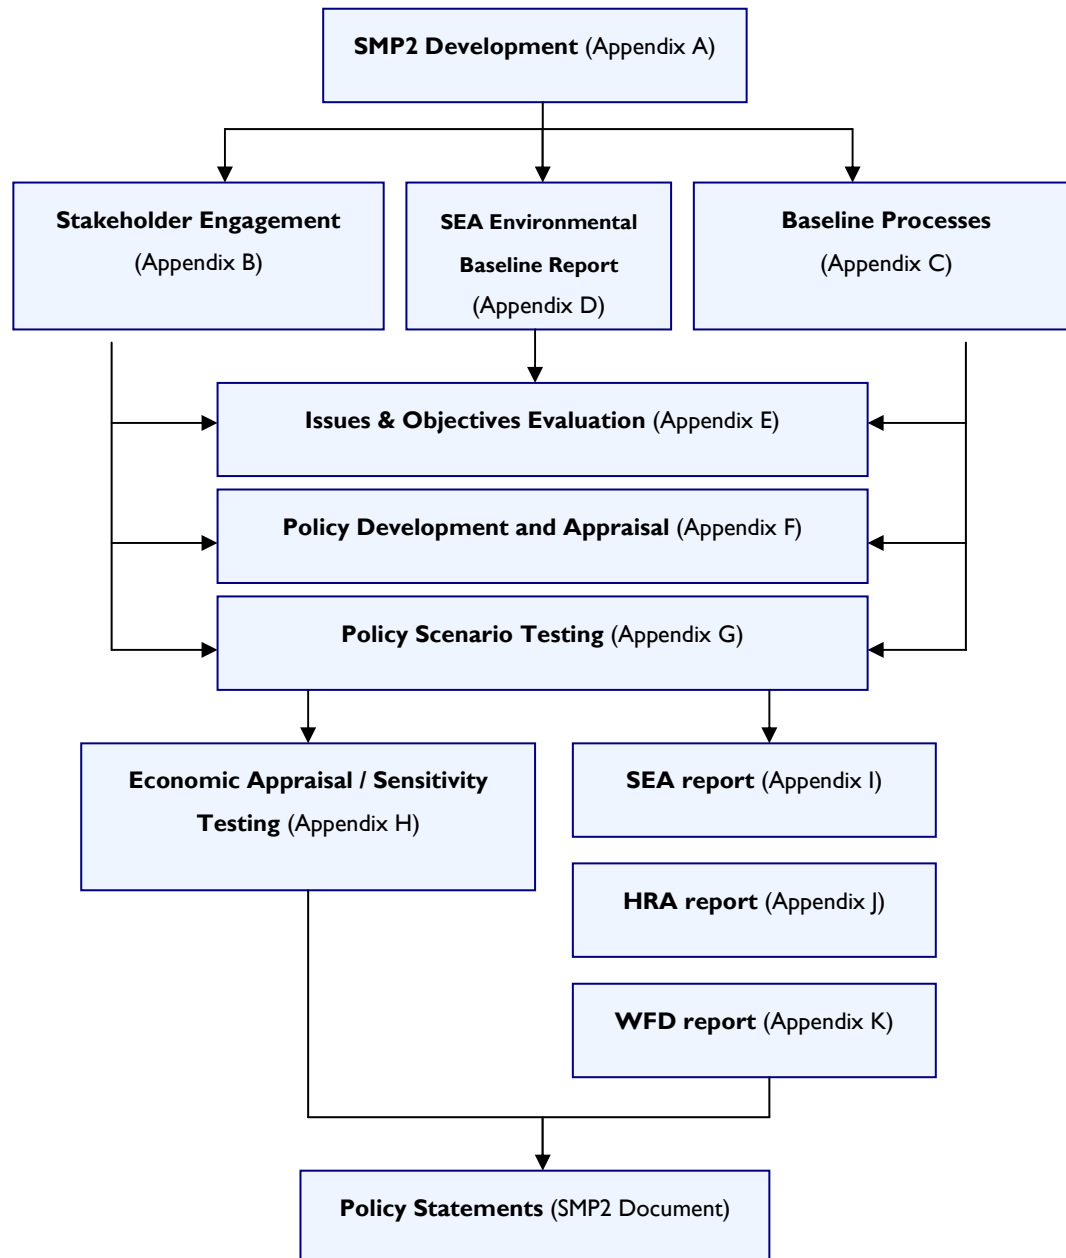 SMP2 Development (Appendix A)
Stakeholder Engagement
(Appendix B)
SEA Environmental
Baseline Report
(Appendix D)
Baseline Processes
(Appendix C)
Issues & Objectives Evaluation (Appendix E)
Policy Development and Appraisal (Appendix F)
Policy Scenario Testing (Appendix G)
Economic Appraisal / Sensitivity
Testing (Appendix H)
SEA report (Appendix I)
HRA report (Appendix J)
WFD report (Appendix K)
Policy Statements (SMP2 Document)